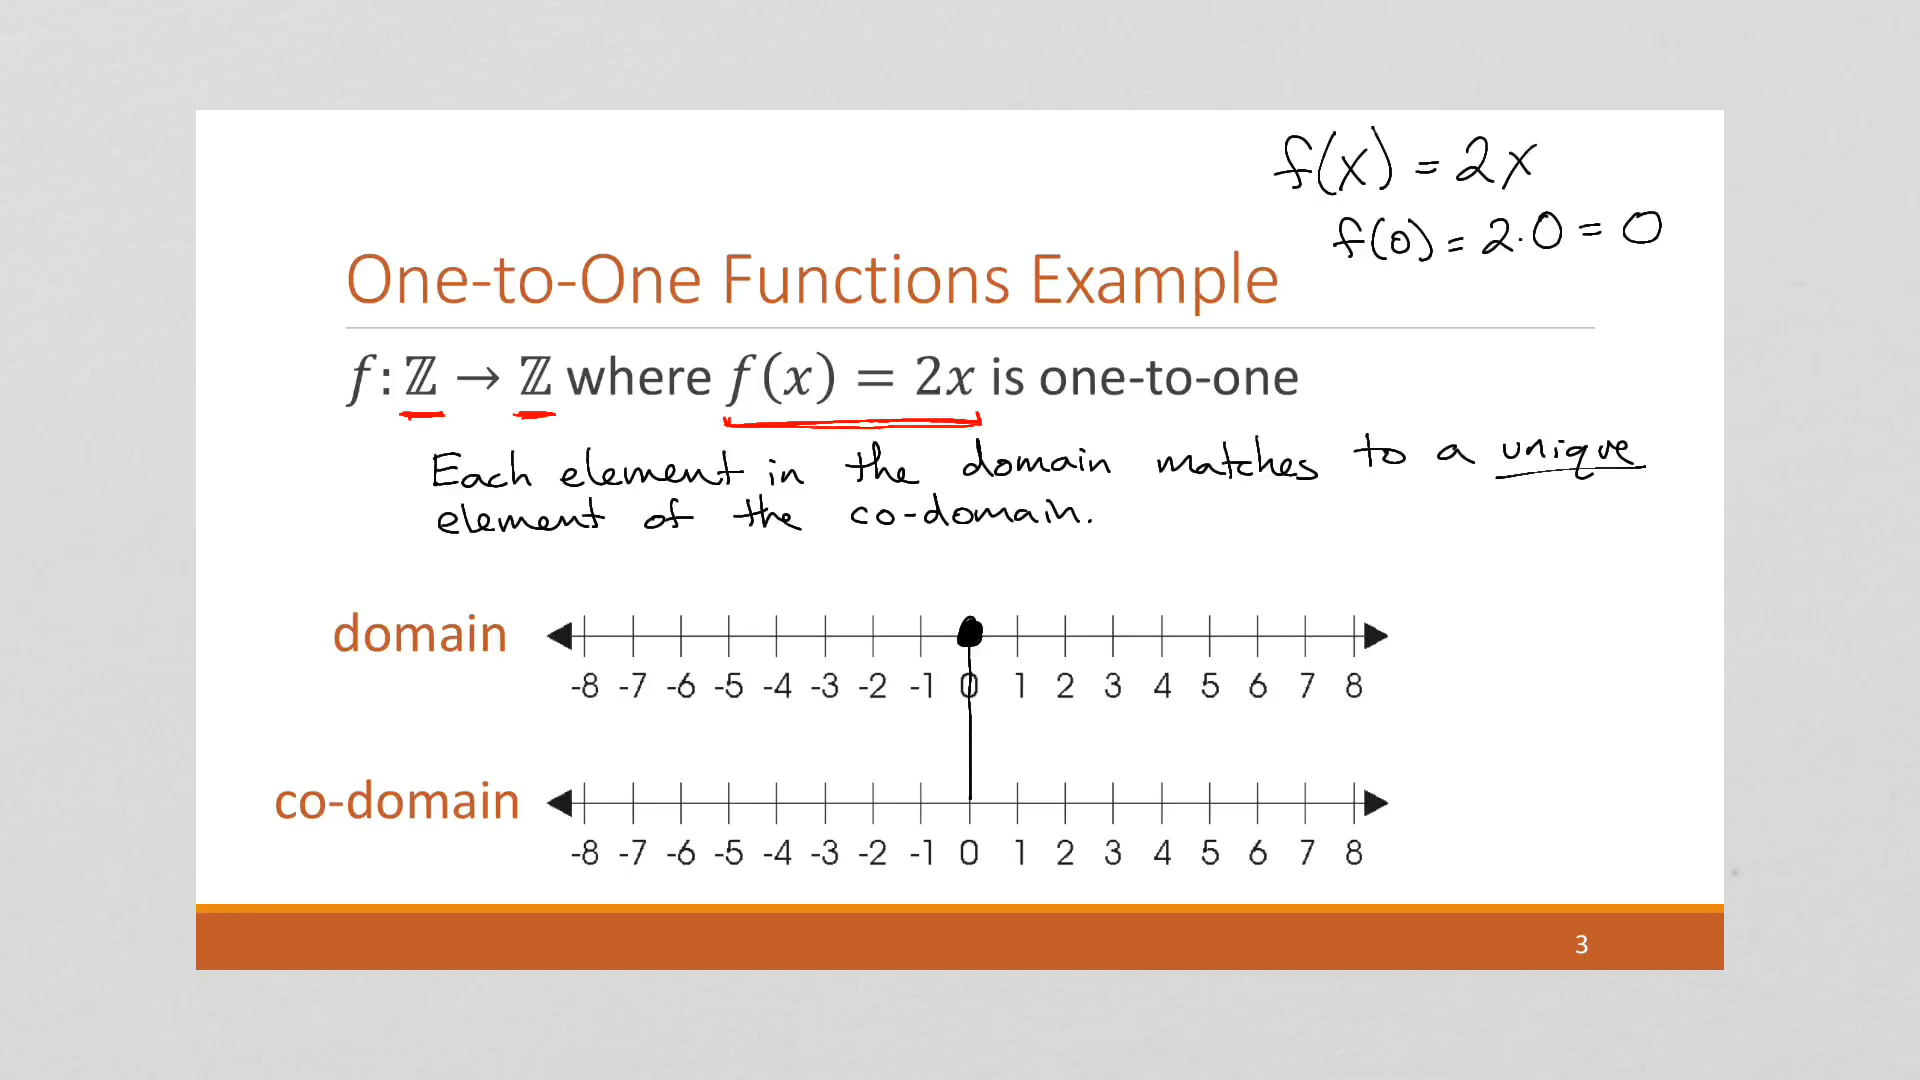 f(x) = 2x
f(0) = 2·0 = 0
One-to-One Functions Example
f: ℤ → ℤ where f(x) = 2x is one-to-one
Each element in the domain matches to a unique
element of the co-domain.
domain
-8 -7 -6 -5 -4 -3 -2 -1 0 1 2 3 4 5 6 7 8
co-domain
-8 -7 -6 -5 -4 -3 -2 -1 0 1 2 3 4 5 6 7 8
3